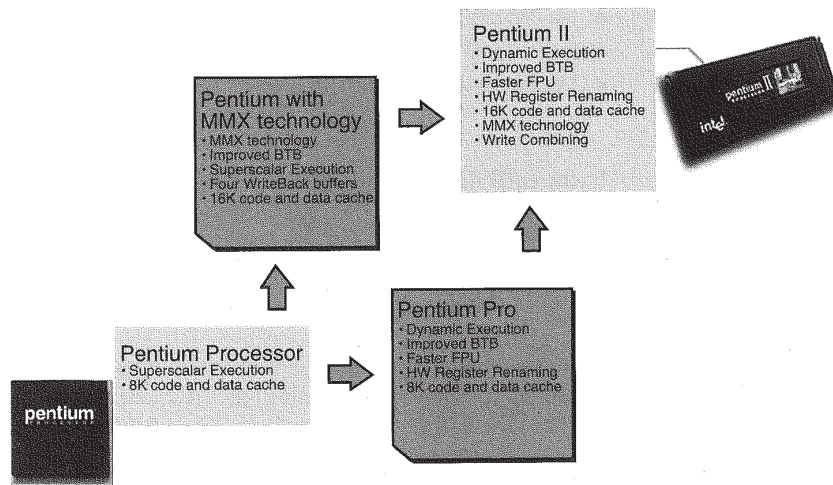 Pentium II
• Dynamic Execution
• Improved BTB
• Faster FPU
• HW Register Renaming
• 16K code and data cache
• MMX technology
• Write Combining
pentium II
intel
Pentium with
MMX technology
• MMX technology
• Improved BTB
• Superscalar Execution
• Four WriteBack buffers
• 16K code and data cache
Pentium Pro
• Dynamic Execution
• Improved BTB
• Faster FPU
• HW Register Renaming
• 8K code and data cache
Pentium Processor
• Superscalar Execution
• 8K code and data cache
pentium
PROCESSOR